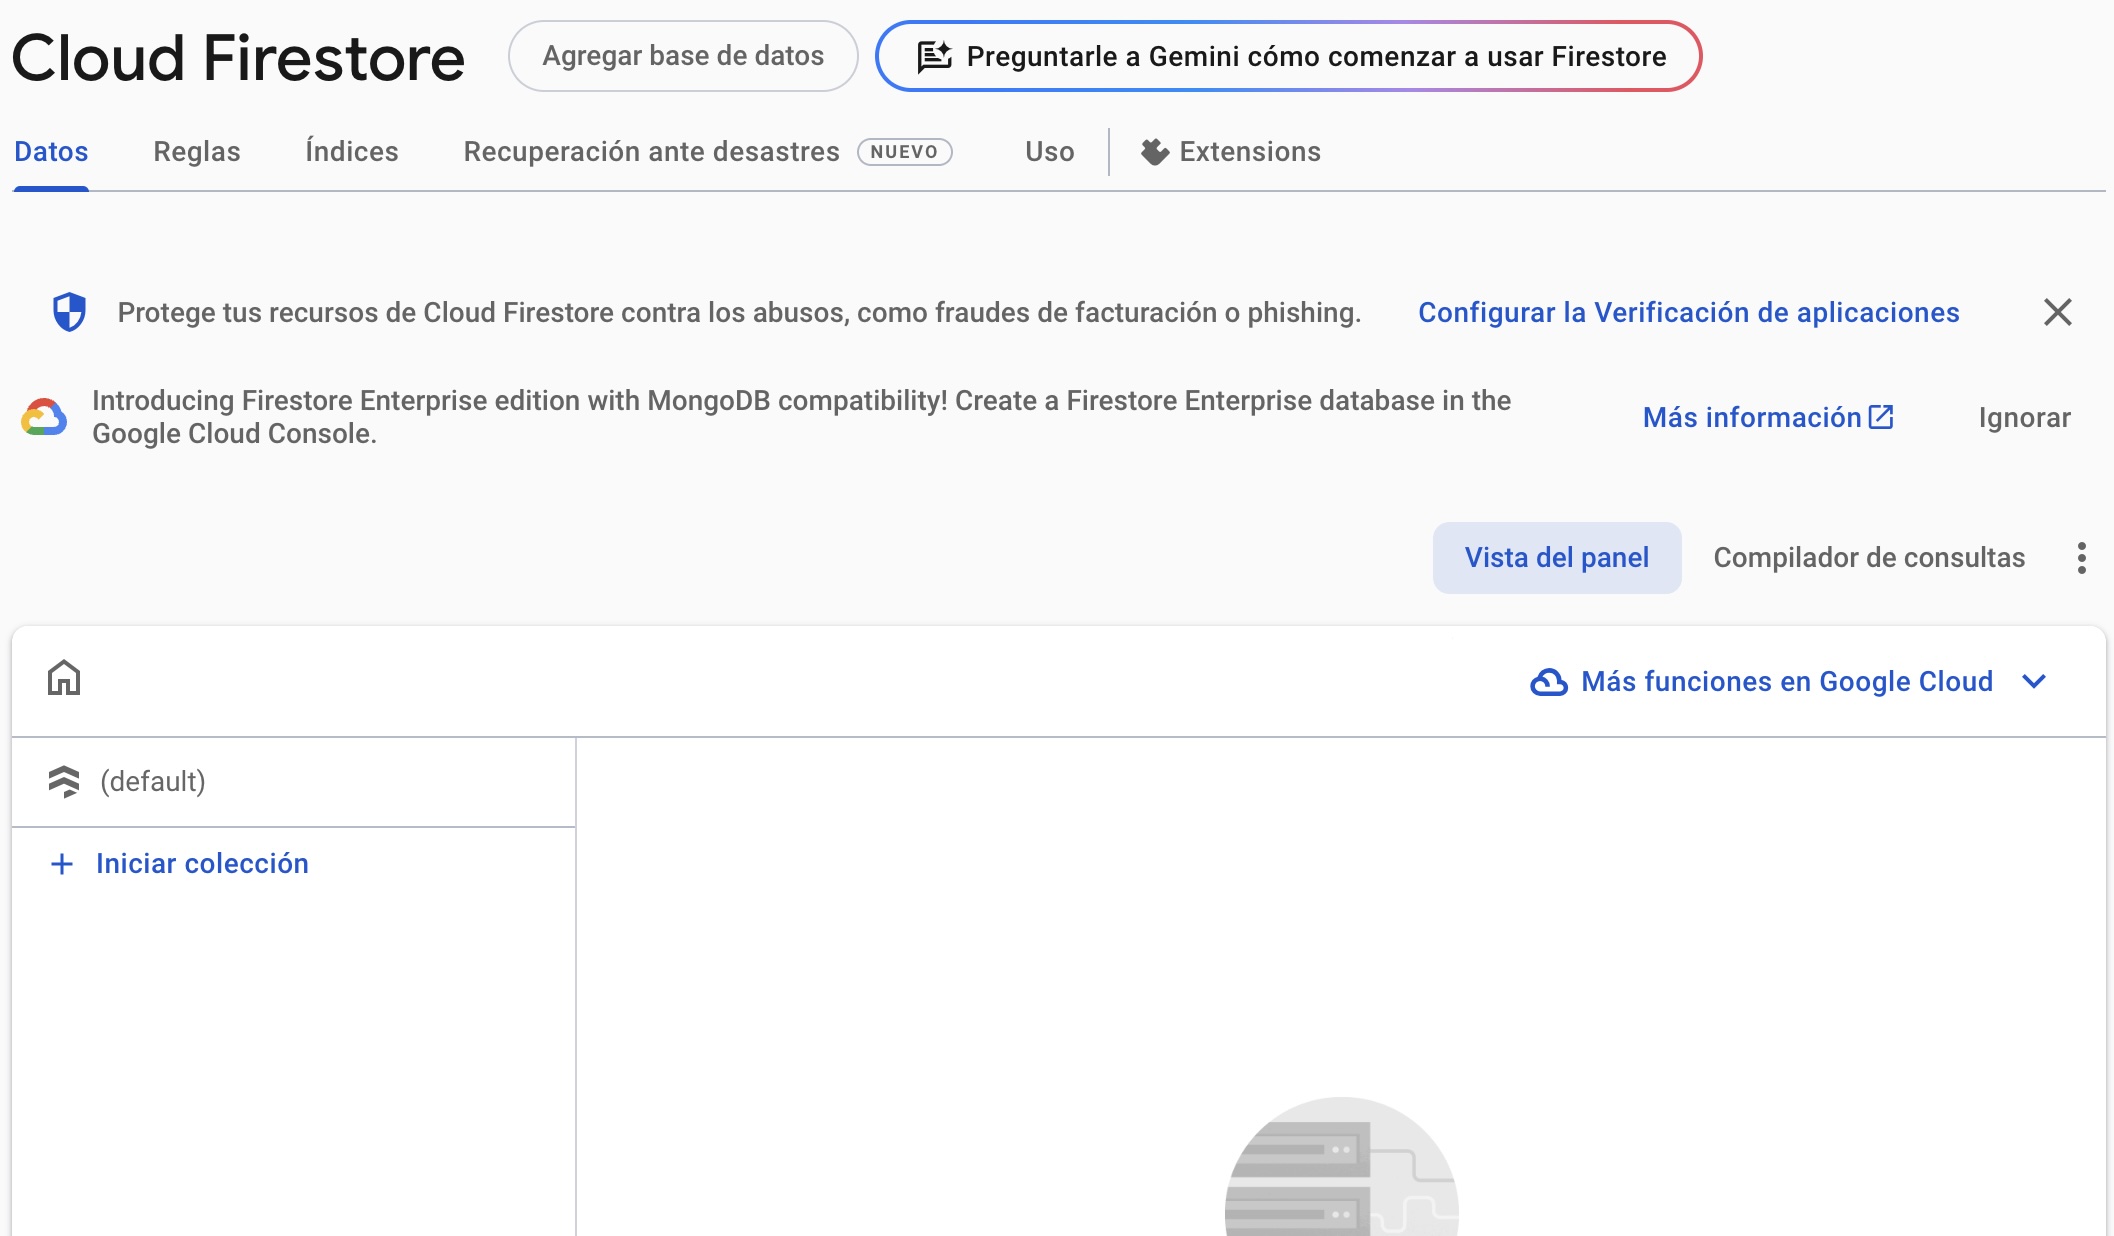 Cloud Firestore
Agregar base de datos
Preguntarle a Gemini cómo comenzar a usar Firestore
Datos
Reglas
Índices
Recuperación ante desastres
NUEVO
Uso
Extensions
Protege tus recursos de Cloud Firestore contra los abusos, como fraudes de facturación o phishing.
Configurar la Verificación de aplicaciones
Introducing Firestore Enterprise edition with MongoDB compatibility! Create a Firestore Enterprise database in the
Google Cloud Console.
Más información
Ignorar
Vista del panel
Compilador de consultas
Más funciones en Google Cloud
(default)
Iniciar colección